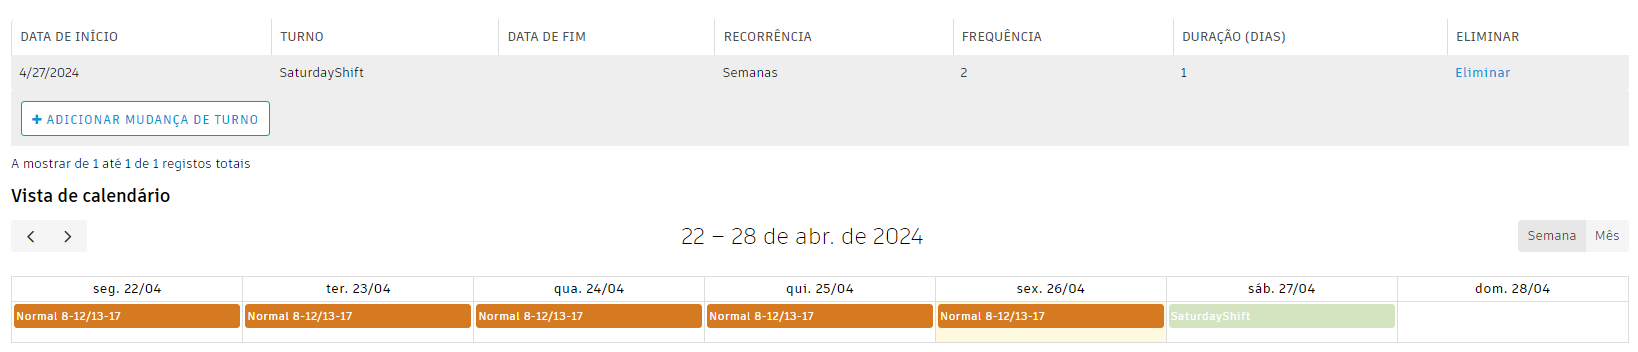 DATA DE INÍCIO TURNO DATA DE FIM RECORRÊNCIA FREQUÊNCIA DURAÇÃO (DIAS) ELIMINAR
4/27/2024 SaturdayShift Semanas 2 1 Eliminar
+ ADICIONAR MUDANÇA DE TURNO
A mostrar de 1 até 1 de 1 registos totais
Vista de calendário
22 – 28 de abr. de 2024 Semana Mês
seg. 22/04 ter. 23/04 qua. 24/04 qui. 25/04 sex. 26/04 sáb. 27/04 dom. 28/04
Normal 8-12/13-17 Normal 8-12/13-17 Normal 8-12/13-17 Normal 8-12/13-17 Normal 8-12/13-17 SaturdayShift